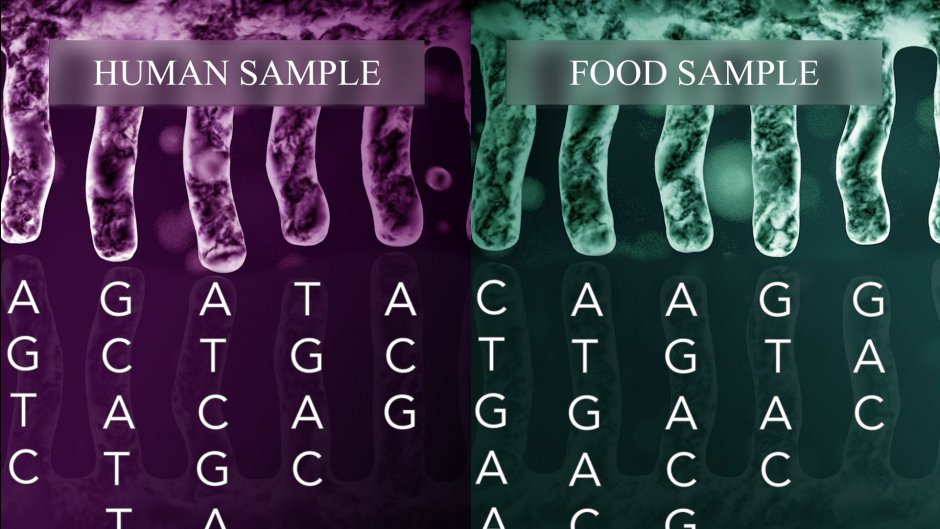 HUMAN SAMPLE
FOOD SAMPLE
A G A T A C A A G G
G C T G C T T G T A
T A C A G G G A A C
C T G C A A C C
T A A C G